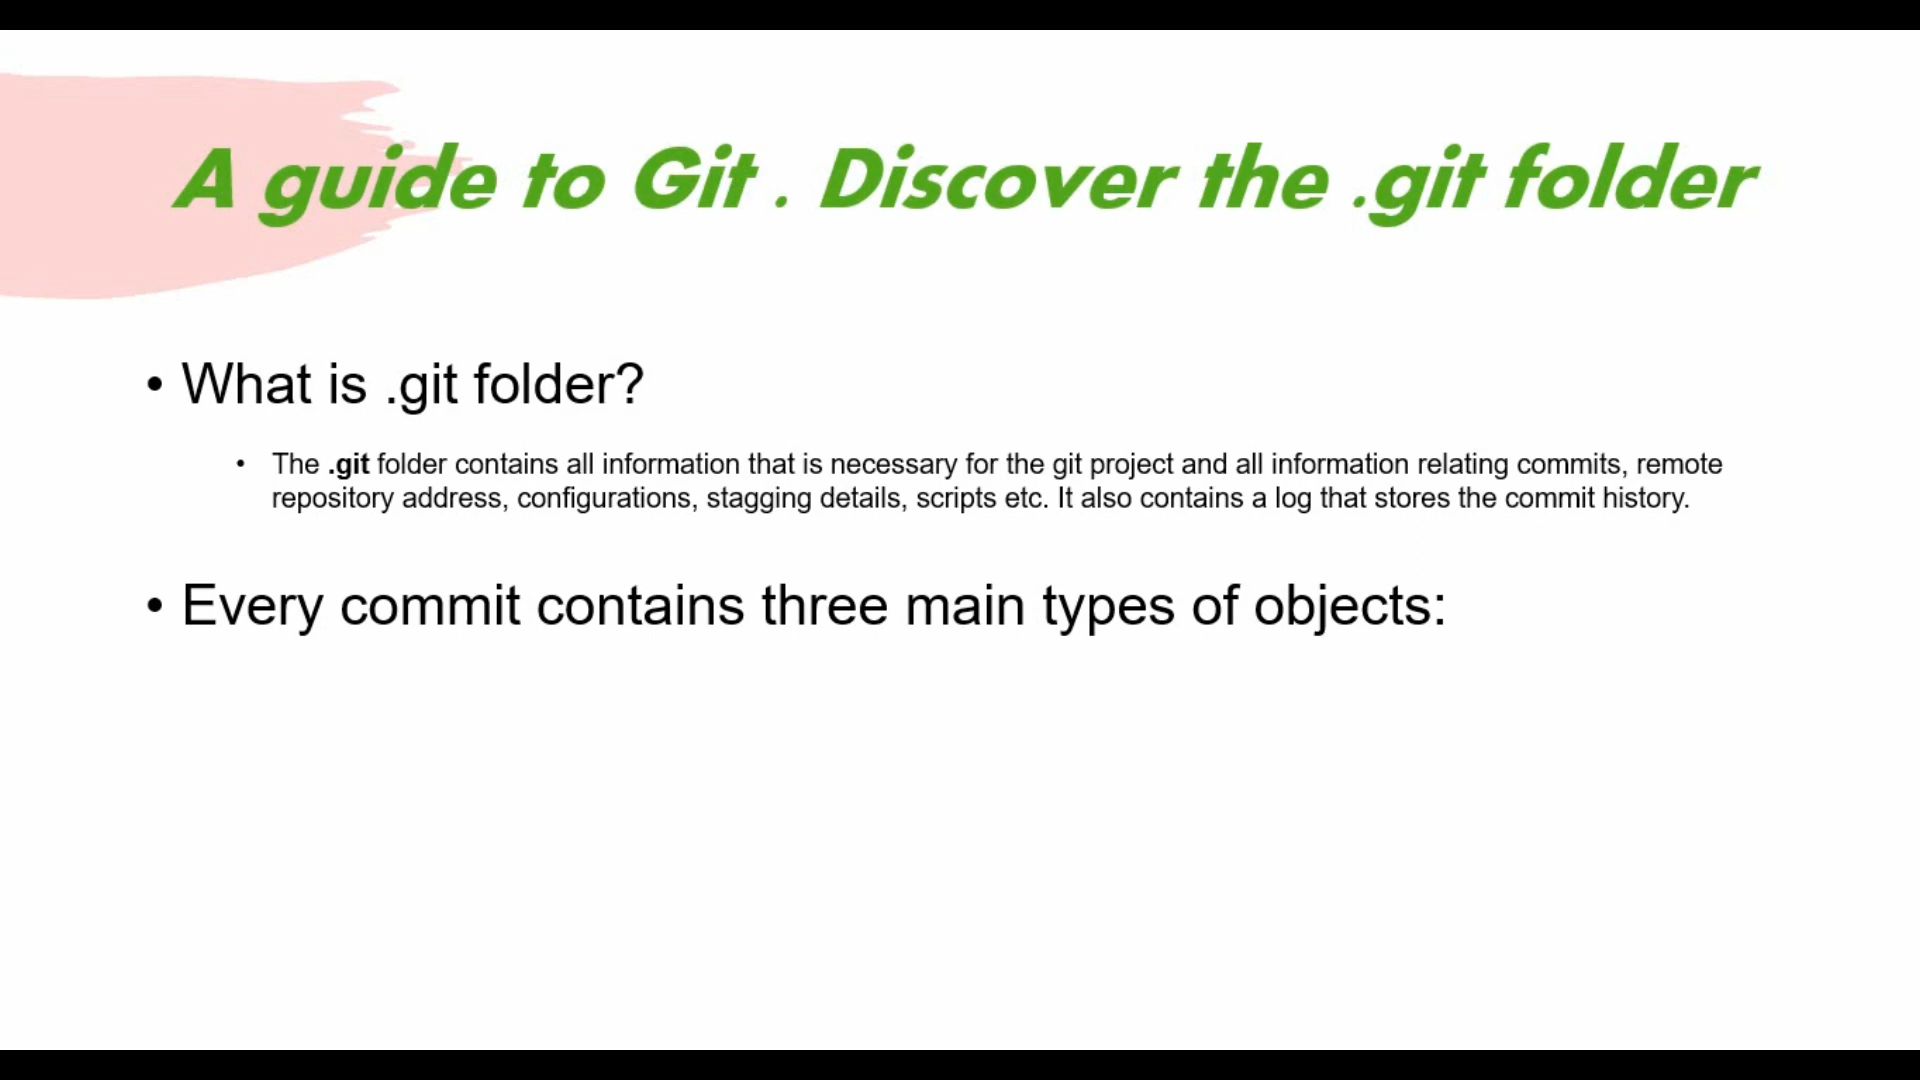 A guide to Git . Discover the .git folder
• What is .git folder?
• The .git folder contains all information that is necessary for the git project and all information relating commits, remote
repository address, configurations, stagging details, scripts etc. It also contains a log that stores the commit history.
• Every commit contains three main types of objects: